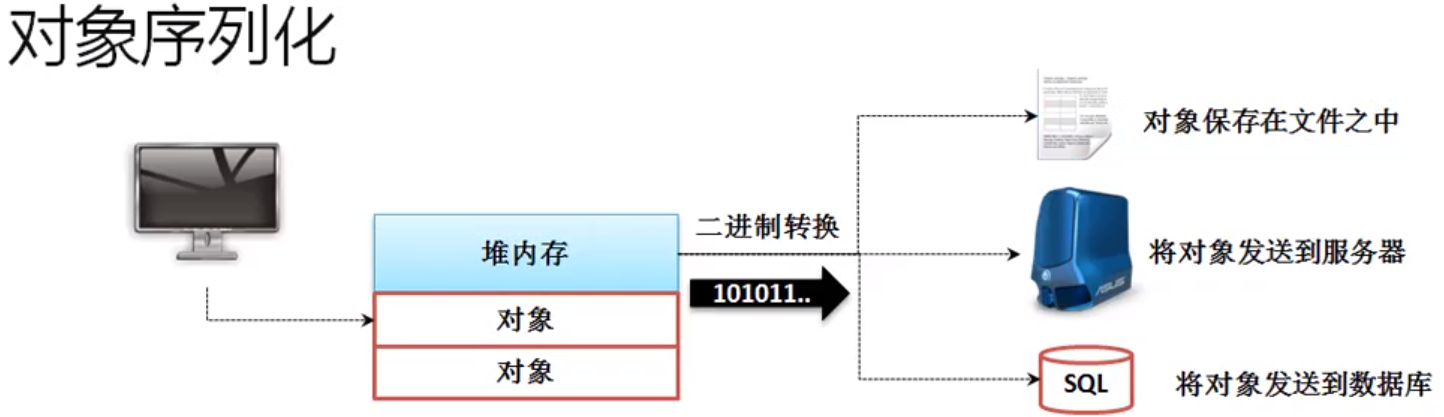 对象序列化
对象保存在文件之中
二进制转换
堆内存
将对象发送到服务器
101011..
ASUS
对象
对象
SQL
将对象发送到数据库